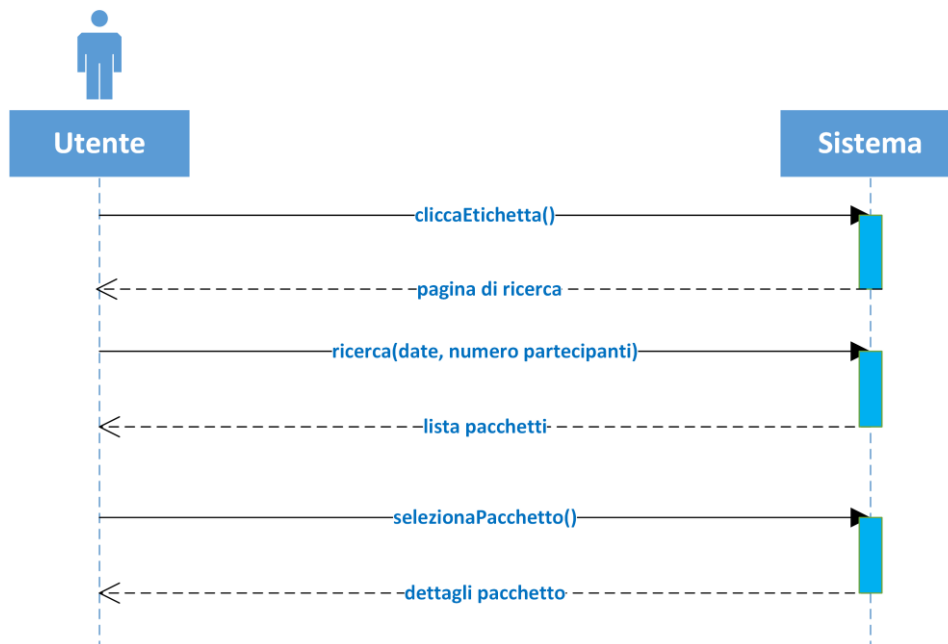 Utente
Sistema
cliccaEtichetta()
pagina di ricerca
ricerca(date, numero partecipanti)
lista pacchetti
selezionaPacchetto()
dettagli pacchetto